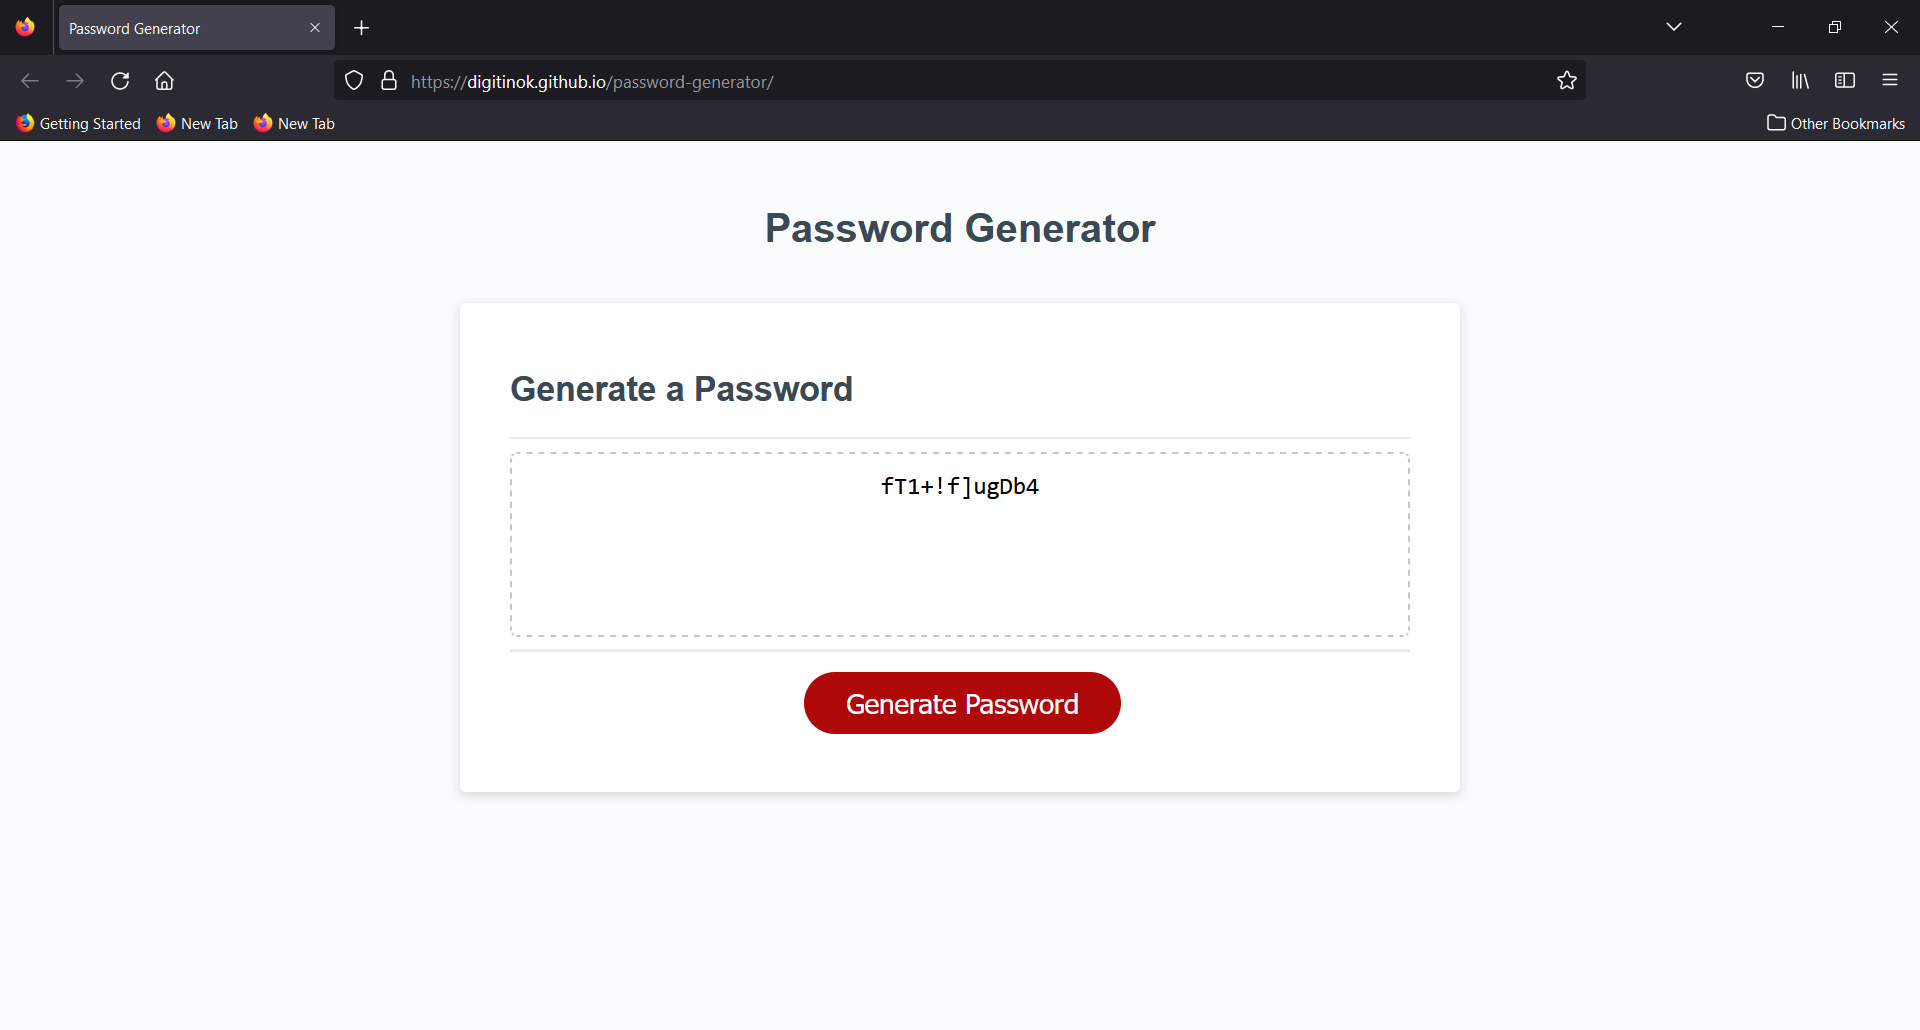 Password Generator
https://digitinok.github.io/password-generator/
Getting Started
New Tab
New Tab
Other Bookmarks
Password Generator
Generate a Password
fT1+!f]ugDb4
Generate Password